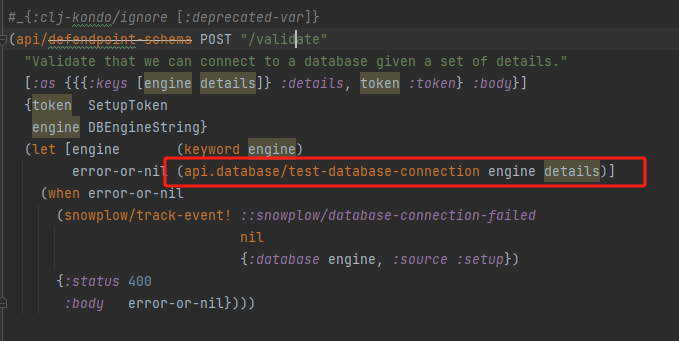 #_{:clj-kondo/ignore [:deprecated-var]}
(api/defendpoint-schema POST "/validate"
"Validate that we can connect to a database given a set of details."
[:as {{{:keys [engine details]} :details, token :token} :body}]
{token SetupToken
engine DBEngineString}
(let [engine (keyword engine)
error-or-nil (api.database/test-database-connection engine details)]
(when error-or-nil
(snowplow/track-event! ::snowplow/database-connection-failed
nil
{:database engine, :source :setup})
{:status 400
:body error-or-nil})))